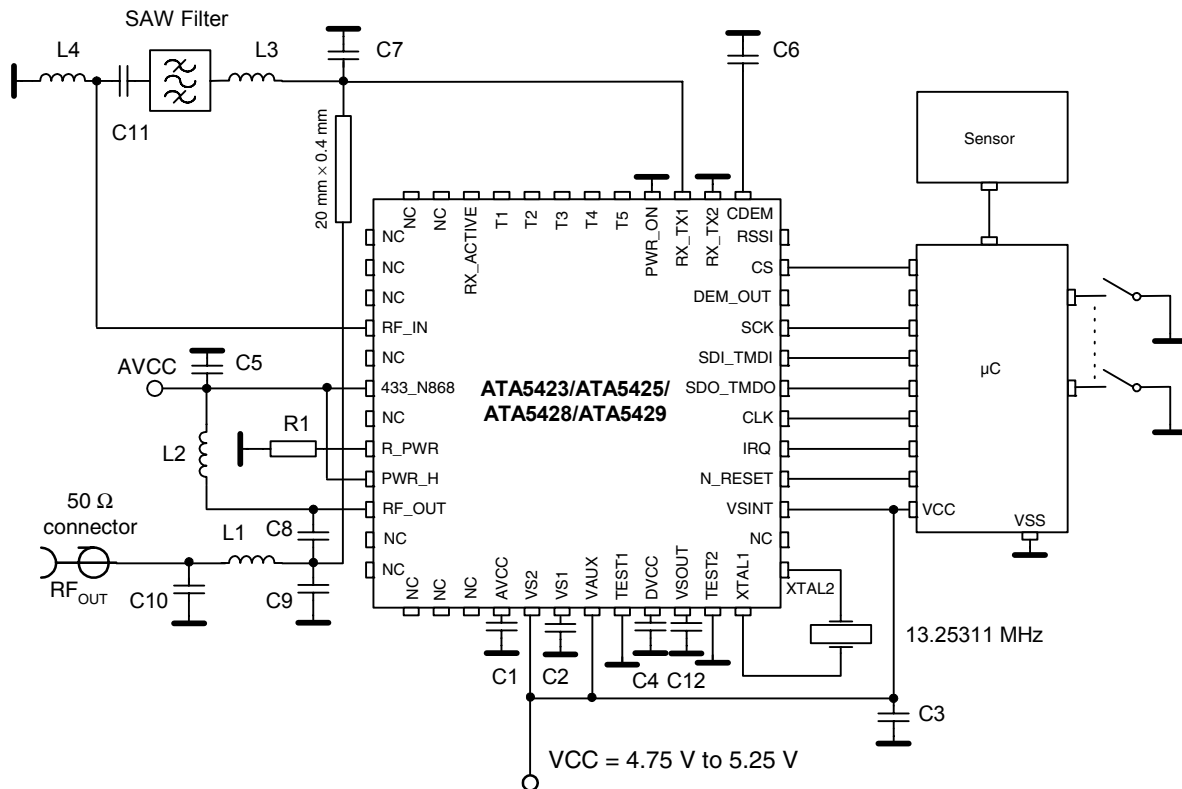 SAW Filter
L4
L3
C7
C6
C11
20 mm × 0.4 mm
Sensor
NC
NC
RX_ACTIVE
T1
T2
T3
T4
T5
PWR_ON
RX_TX1
RX_TX2
CDEM
NC
NC
NC
RF_IN
NC
433_N868
NC
R_PWR
PWR_H
RF_OUT
NC
NC
RSSI
CS
DEM_OUT
SCK
SDI_TMDI
SDO_TMDO
CLK
IRQ
N_RESET
VSINT
NC
XTAL2
ATA5423/ATA5425/
ATA5428/ATA5429
µC
VCC
VSS
AVCC
C5
R1
L2
50 Ω
connector
RFOUT
L1
C8
C10
C9
NC
NC
NC
AVCC
VS2
VS1
VAUX
TEST1
DVCC
VSOUT
TEST2
XTAL1
13.25311 MHz
C1
C2
C4
C12
C3
VCC = 4.75 V to 5.25 V